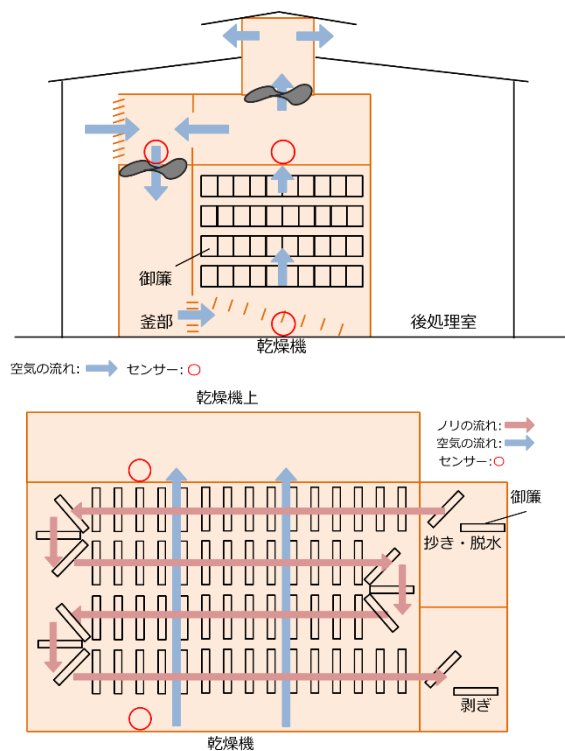 御簾
釜部
後処理室
乾燥機
空気の流れ: センサー:
乾燥機上
ノリの流れ:
空気の流れ:
センサー:
御簾
抄き・脱水
剥ぎ
乾燥機